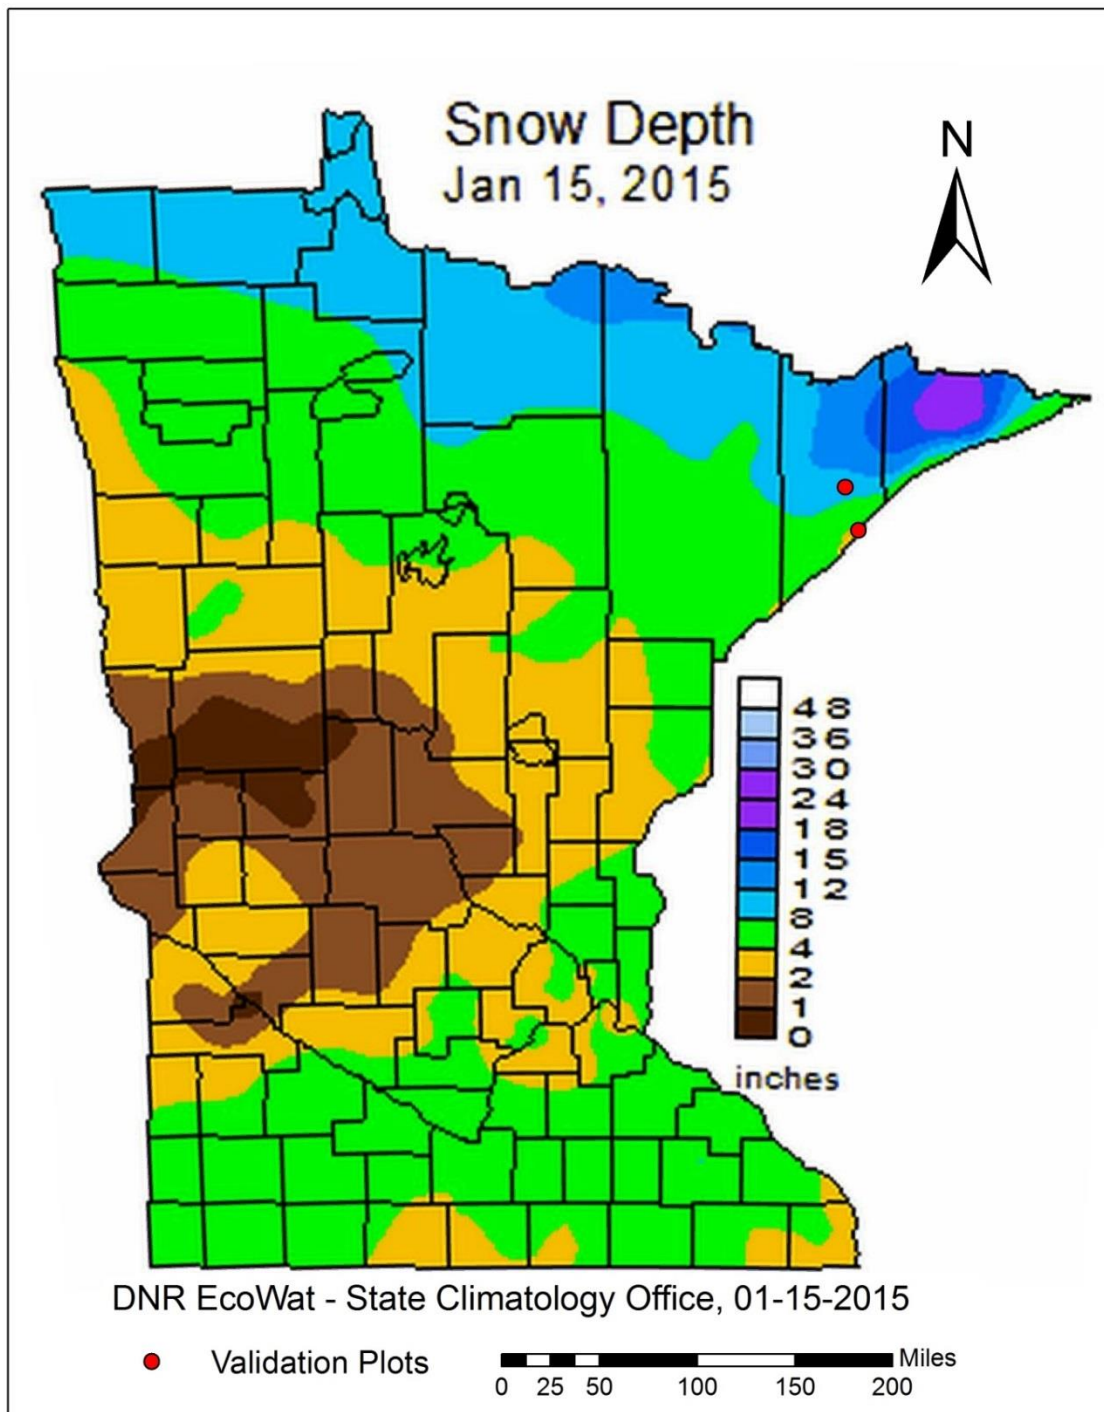 Snow Depth
Jan 15, 2015
N
48
36
30
24
18
15
12
8
4
2
1
0
inches
DNR EcoWat - State Climatology Office, 01-15-2015
Validation Plots
Miles
0 25 50 100 150 200